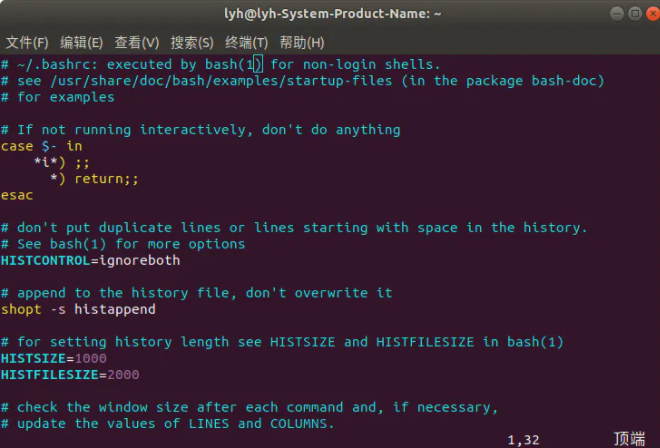 lyh@lyh-System-Product-Name: ~
文件(F) 编辑(E) 查看(V) 搜索(S) 终端(T) 帮助(H)
# ~/.bashrc: executed by bash(1) for non-login shells.
# see /usr/share/doc/bash/examples/startup-files (in the package bash-doc)
# for examples

# If not running interactively, don't do anything
case $- in
    *i*) ;;
      *) return;;
esac

# don't put duplicate lines or lines starting with space in the history.
# See bash(1) for more options
HISTCONTROL=ignoreboth

# append to the history file, don't overwrite it
shopt -s histappend

# for setting history length see HISTSIZE and HISTFILESIZE in bash(1)
HISTSIZE=1000
HISTFILESIZE=2000

# check the window size after each command and, if necessary,
# update the values of LINES and COLUMNS.
1,32 顶端